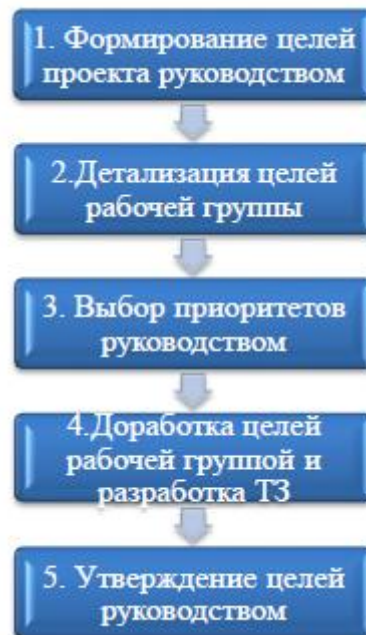 1. Формирование целей
проекта руководством
2.Детализация целей
рабочей группы
3. Выбор приоритетов
руководством
4.Доработка целей
рабочей группой и
разработка ТЗ
5. Утверждение целей
руководством